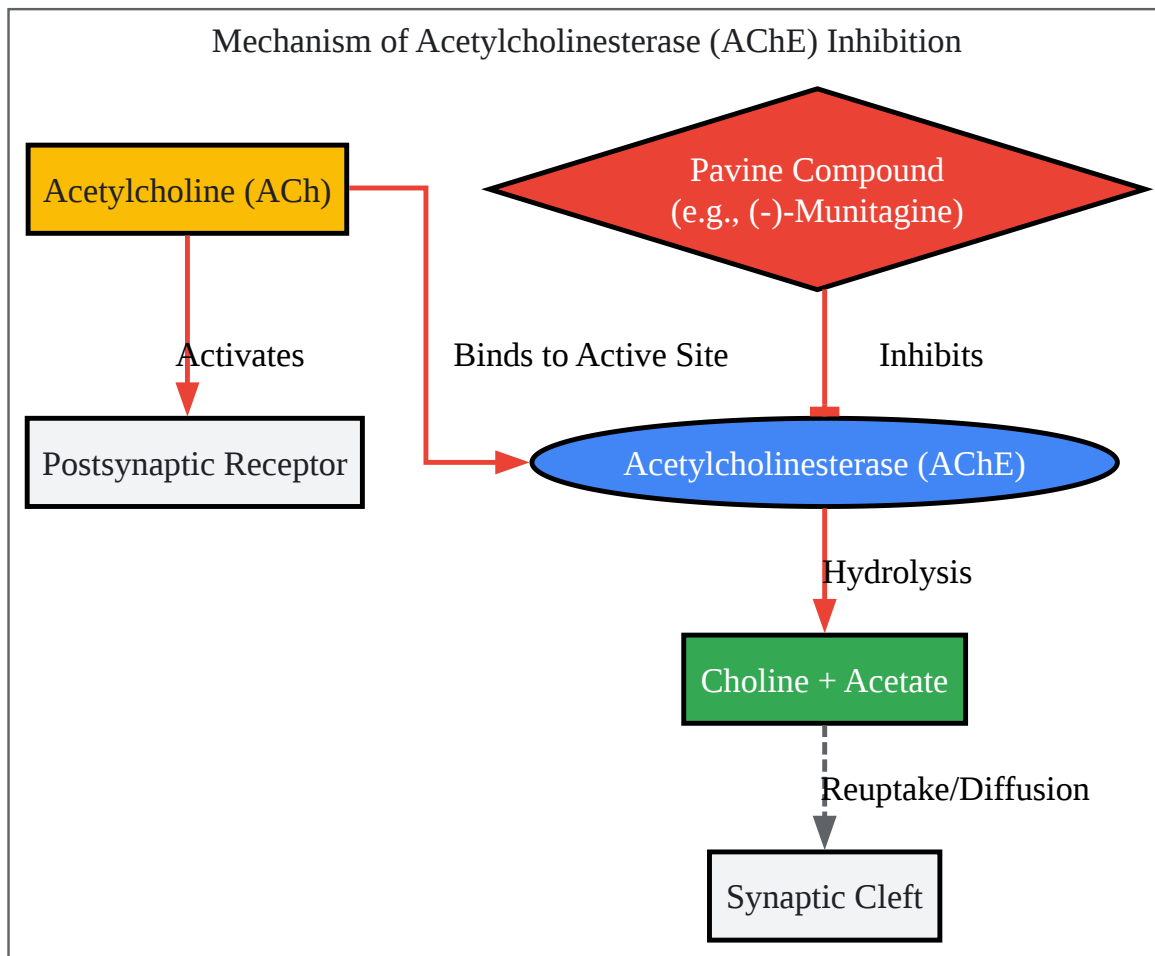 Mechanism of Acetylcholinesterase (AChE) Inhibition
Acetylcholine (ACh)
Pavine Compound
(e.g., (-)-Munitagine)
Activates
Binds to Active Site
Inhibits
Postsynaptic Receptor
Acetylcholinesterase (AChE)
Hydrolysis
Choline + Acetate
Reuptake/Diffusion
Synaptic Cleft